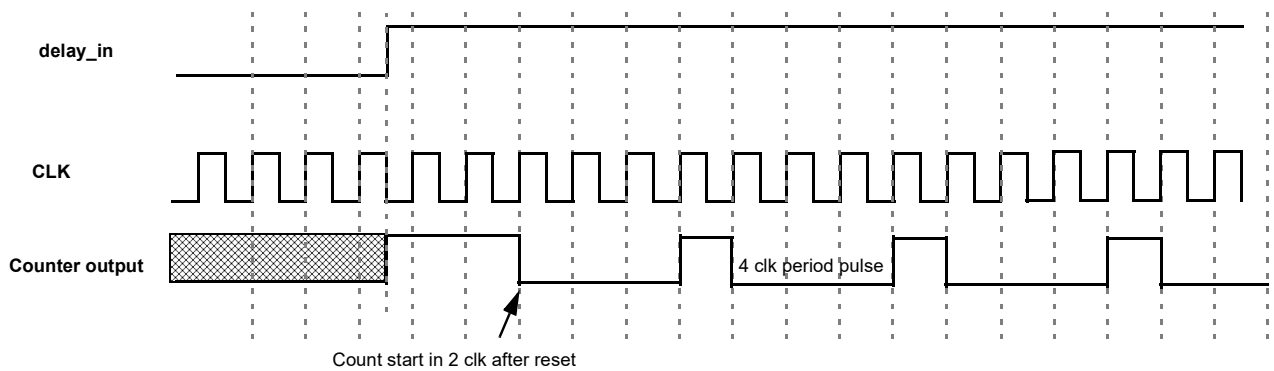 delay_in
CLK
Counter output
4 clk period pulse
Count start in 2 clk after reset